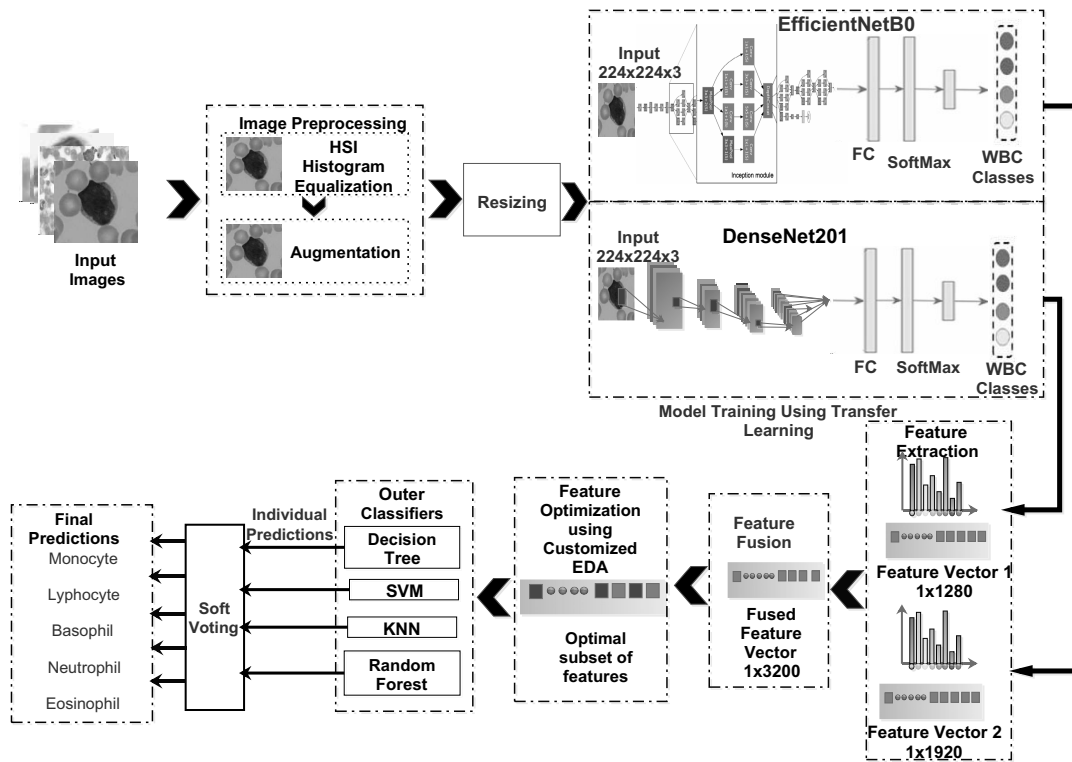 Input
Images
Image Preprocessing
HSI
Histogram
Equalization
Augmentation
Resizing
EfficientNetB0
Input
224x224x3
Inception module
FC
SoftMax
WBC
Classes
DenseNet201
Input
224x224x3
FC
SoftMax
WBC
Classes
Model Training Using Transfer
Learning
Feature
Extraction
Feature Vector 1
1x1280
Feature Vector 2
1x1920
Feature
Fusion
Fused
Feature
Vector
1x3200
Feature
Optimization
using
Customized
EDA
Optimal
subset of
features
Outer
Classifiers
Decision
Tree
SVM
KNN
Random
Forest
Individual
Predictions
Soft
Voting
Final
Predictions
Monocyte
Lyphocyte
Basophil
Neutrophil
Eosinophil